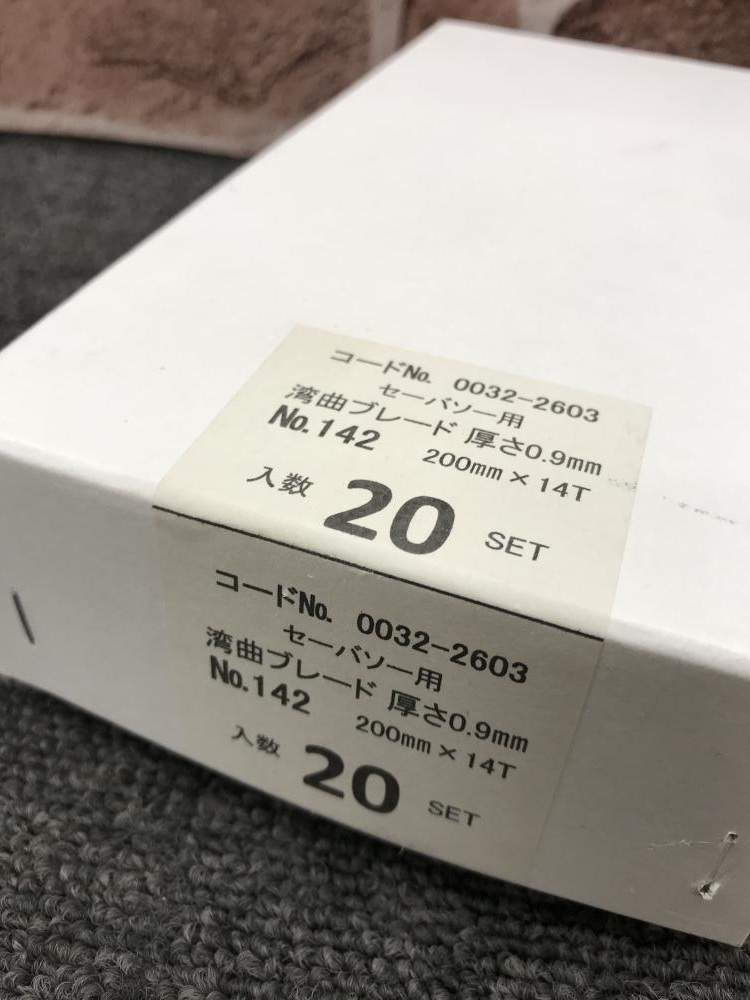 コードNo. 0032-2603
セーバソー用
湾曲ブレード 厚さ0.9mm
No.142 200mm×14T
入数 20 SET
コードNo. 0032-2603
セーバソー用
湾曲ブレード 厚さ0.9mm
No.142 200mm×14T
入数 20 SET